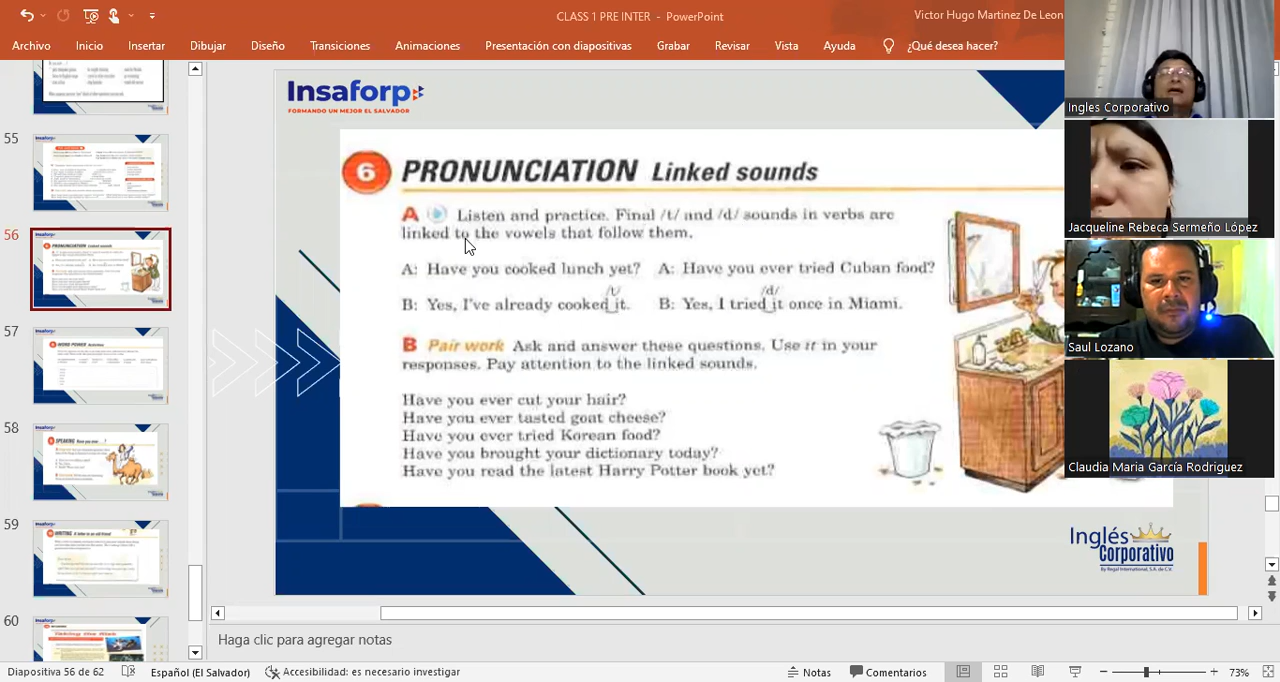 CLASS 1 PRE INTER - PowerPoint
Victor Hugo Martinez De Leon
Archivo Inicio Insertar Dibujar Diseño Transiciones Animaciones Presentación con diapositivas Grabar Revisar Vista Ayuda ¿Qué desea hacer?
Ingles Corporativo
Jacqueline Rebeca Sermeño López
Saul Lozano
Claudia Maria García Rodriguez
55
56
57
58
59
60
Insaforp
FORMANDO UN MEJOR EL SALVADOR
6 PRONUNCIATION Linked sounds
A Listen and practice. Final /t/ and /d/ sounds in verbs are
linked to the vowels that follow them.
A: Have you cooked lunch yet? A: Have you ever tried Cuban food?
/t/ /d/
B: Yes, I've already cooked it. B: Yes, I tried it once in Miami.
B Pair work Ask and answer these questions. Use it in your
responses. Pay attention to the linked sounds.
Have you ever cut your hair?
Have you ever tasted goat cheese?
Have you ever tried Korean food?
Have you brought your dictionary today?
Have you read the latest Harry Potter book yet?
Inglés
Corporativo
By Regal International, S.A. de C.V.
Haga clic para agregar notas
Diapositiva 56 de 62 Español (El Salvador) Accesibilidad: es necesario investigar Notas Comentarios 73%